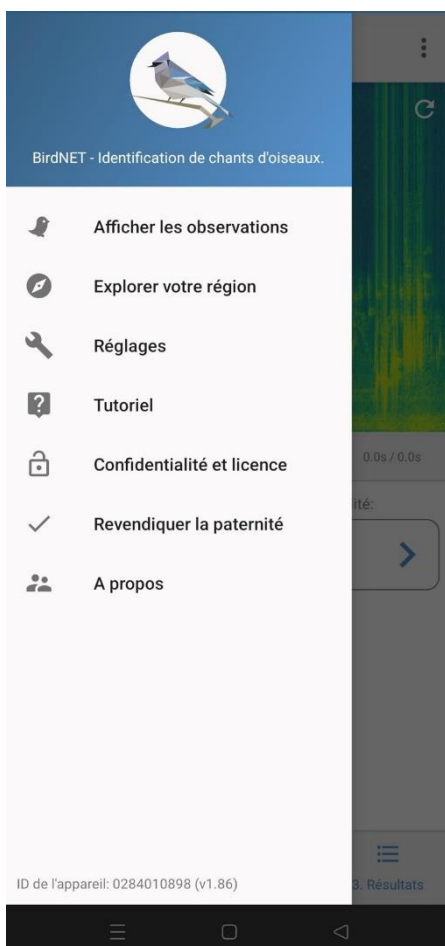 BirdNET - Identification de chants d'oiseaux.
Afficher les observations
Explorer votre région
Réglages
Tutoriel
0.0s / 0.0s
Confidentialité et licence
ité:
Revendiquer la paternité
A propos
ID de l'appareil: 0284010898 (v1.86)
3. Résultats